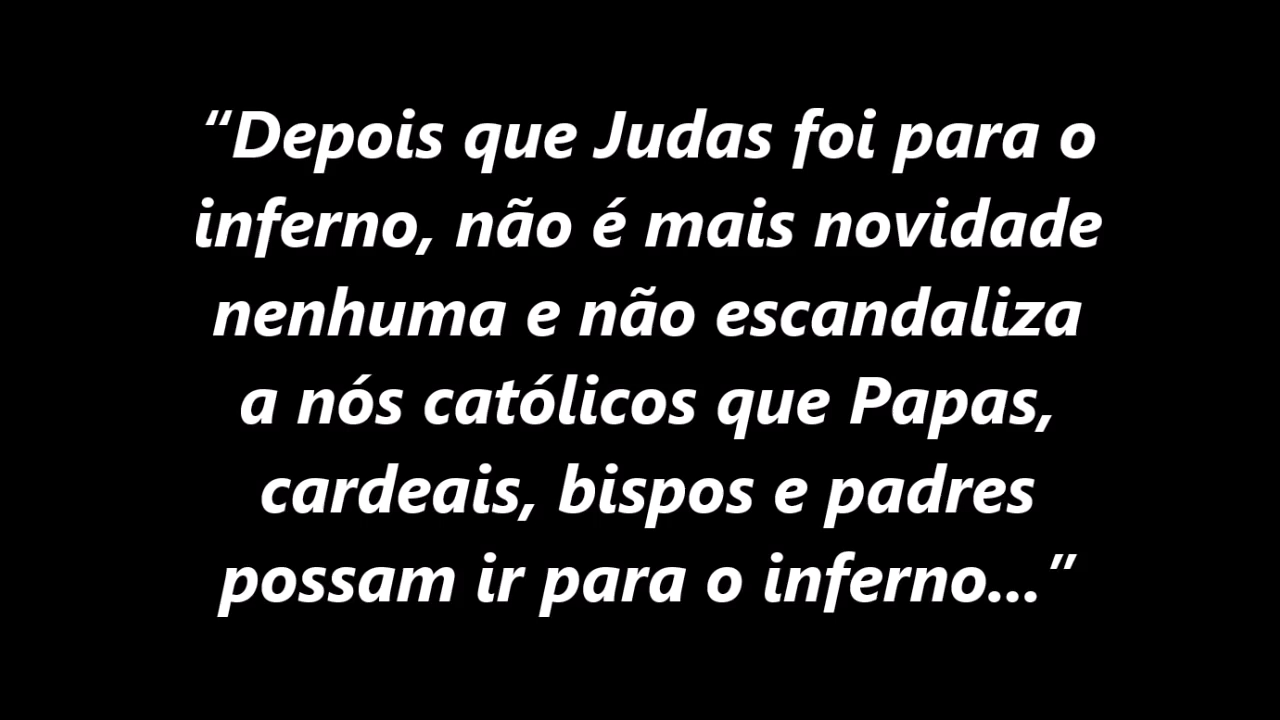 “Depois que Judas foi para o
inferno, não é mais novidade
nenhuma e não escandaliza
a nós católicos que Papas,
cardeais, bispos e padres
possam ir para o inferno...”